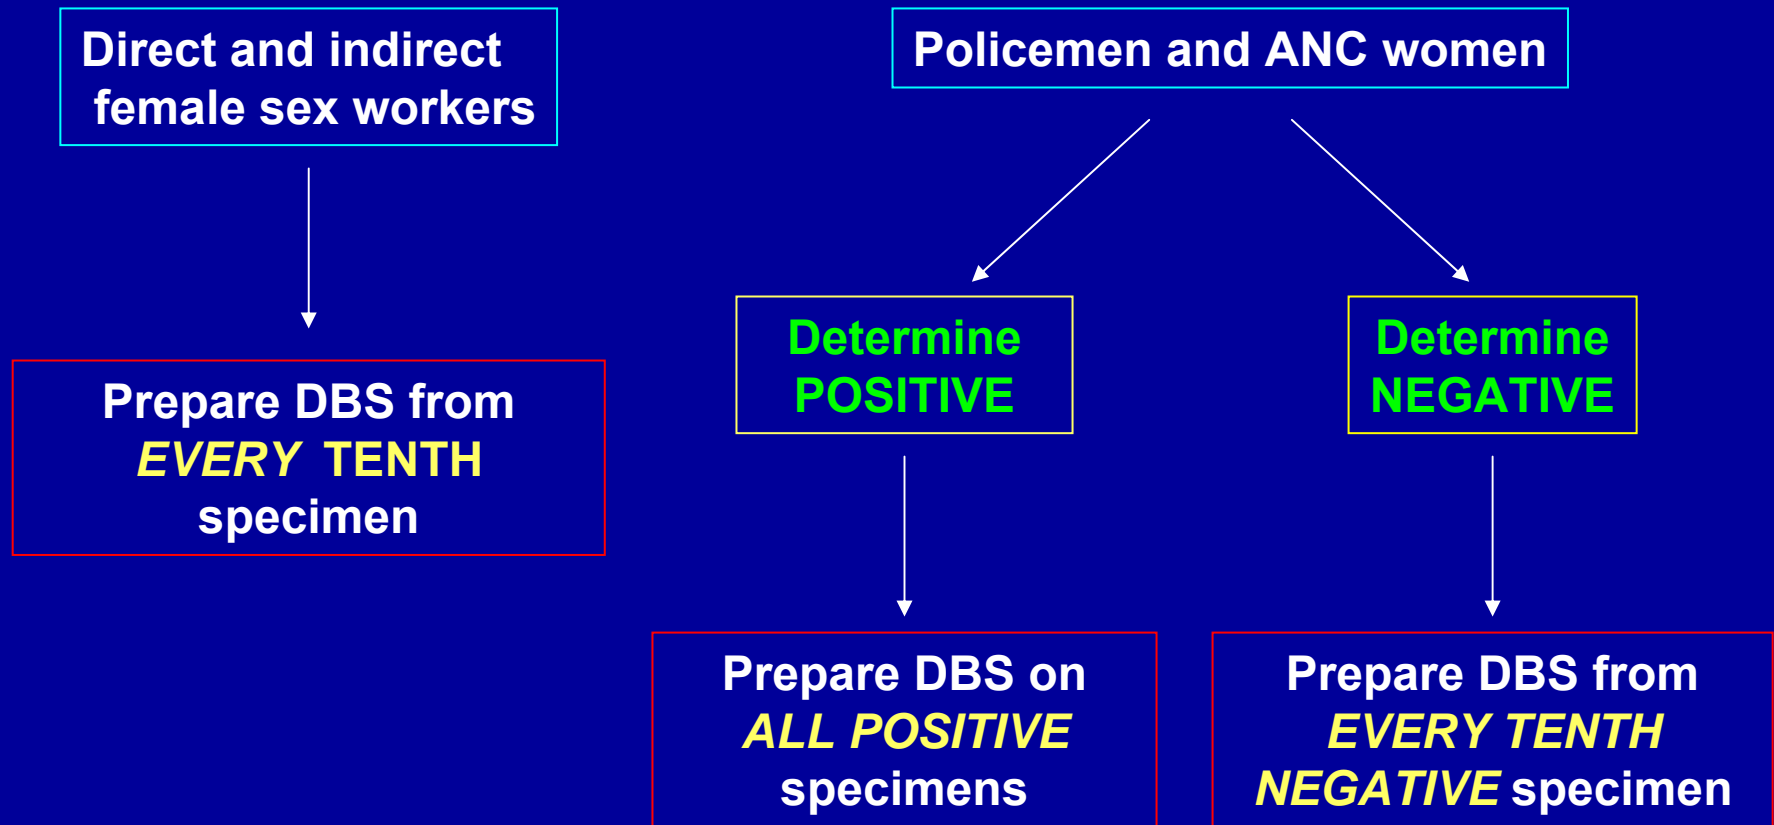 Direct and indirect
female sex workers
Prepare DBS from
EVERY TENTH
specimen
Policemen and ANC women
Determine
POSITIVE
Prepare DBS on
ALL POSITIVE
specimens
Determine
NEGATIVE
Prepare DBS from
EVERY TENTH
NEGATIVE specimen